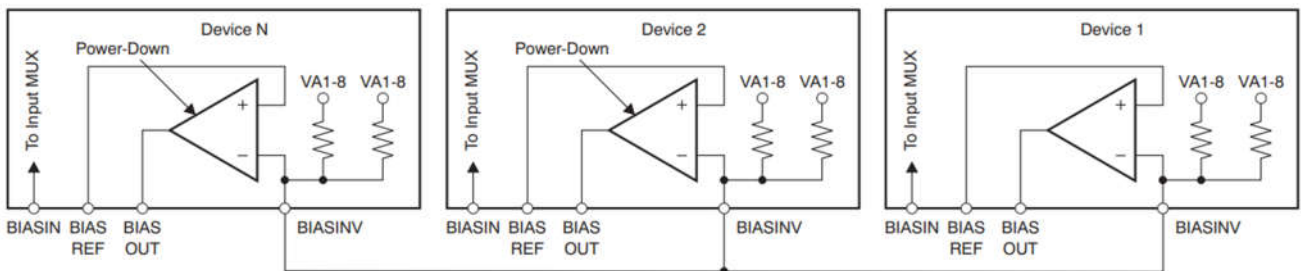 Device N
Power-Down
To Input MUX
VA1-8 VA1-8
+
−
BIASIN BIAS REF BIAS OUT BIASINV
Device 2
Power-Down
To Input MUX
VA1-8 VA1-8
+
−
BIASIN BIAS REF BIAS OUT BIASINV
Device 1
To Input MUX
VA1-8 VA1-8
+
−
BIASIN BIAS REF BIAS OUT BIASINV